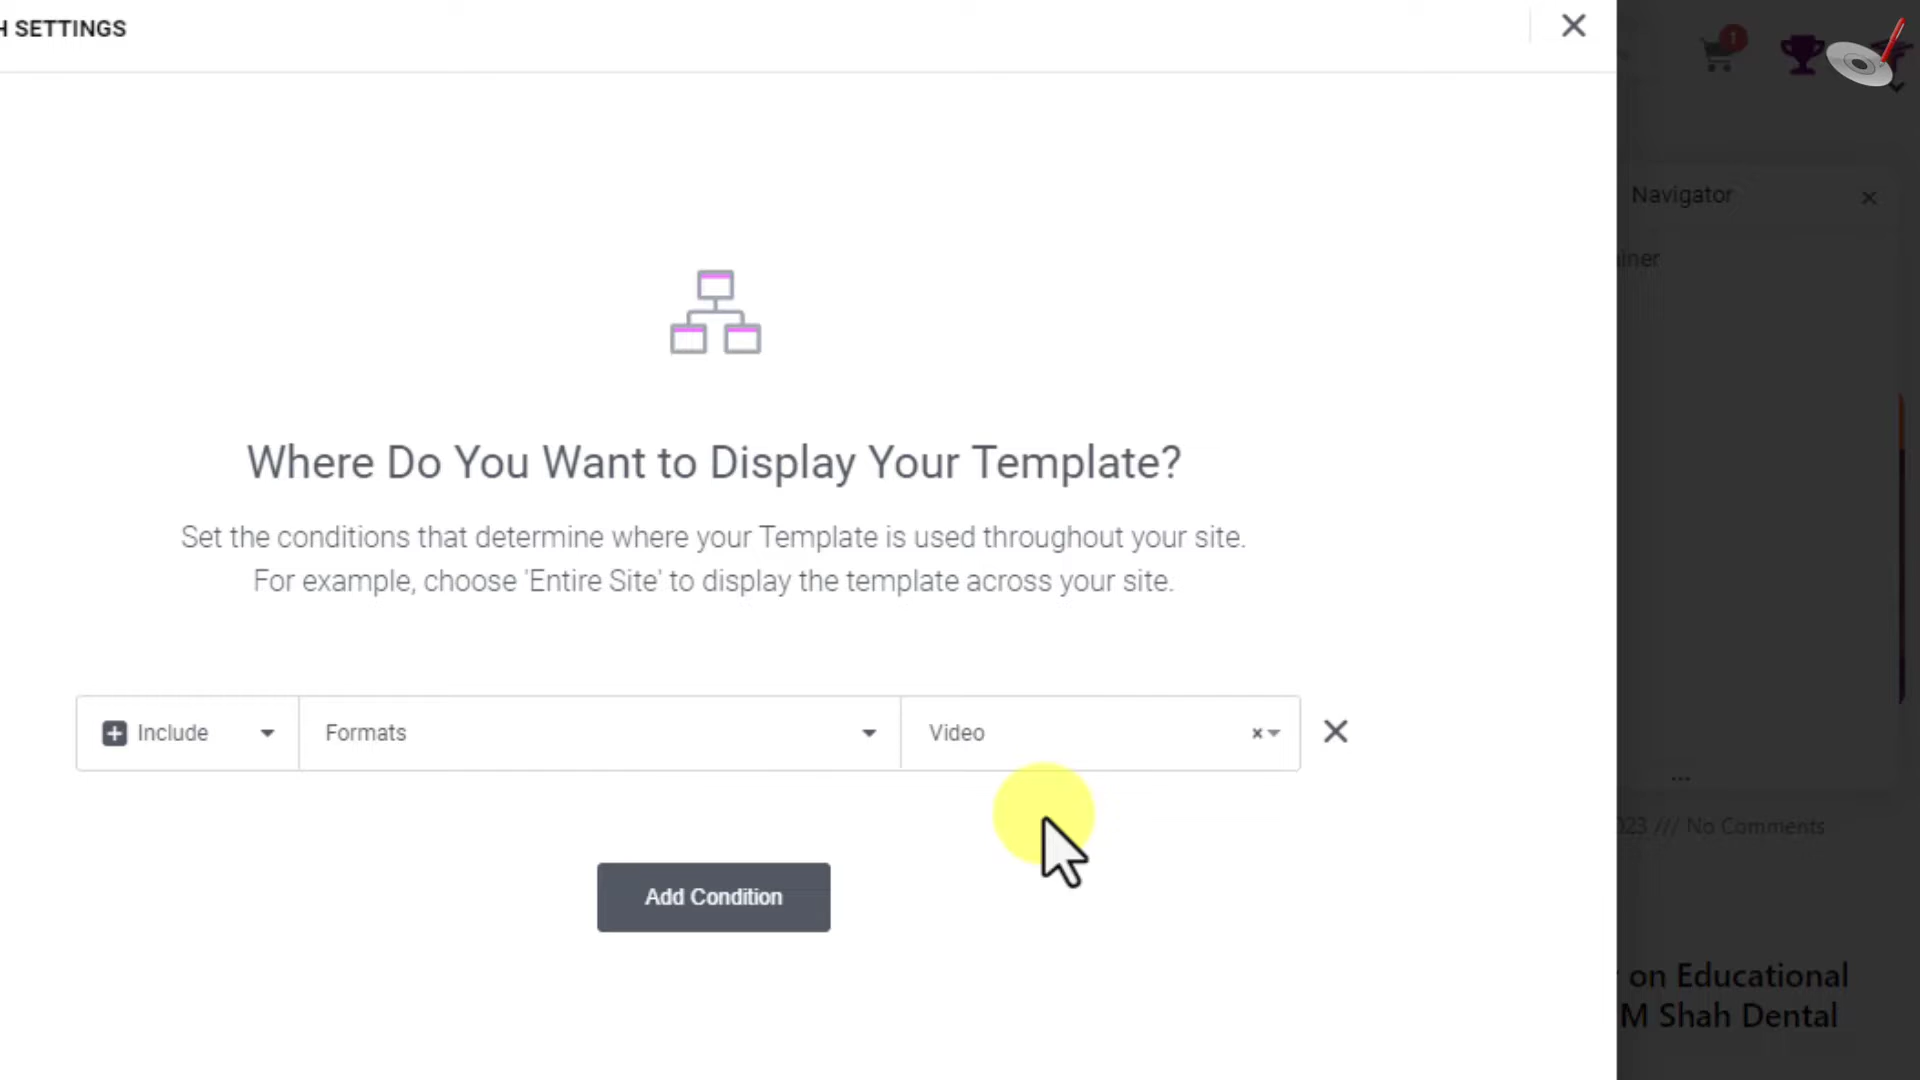 H SETTINGS
1
Navigator
iner
Where Do You Want to Display Your Template?
Set the conditions that determine where your Template is used throughout your site.
For example, choose 'Entire Site' to display the template across your site.
Include
Formats
Video
Add Condition
023 /// No Comments
on Educational
M Shah Dental